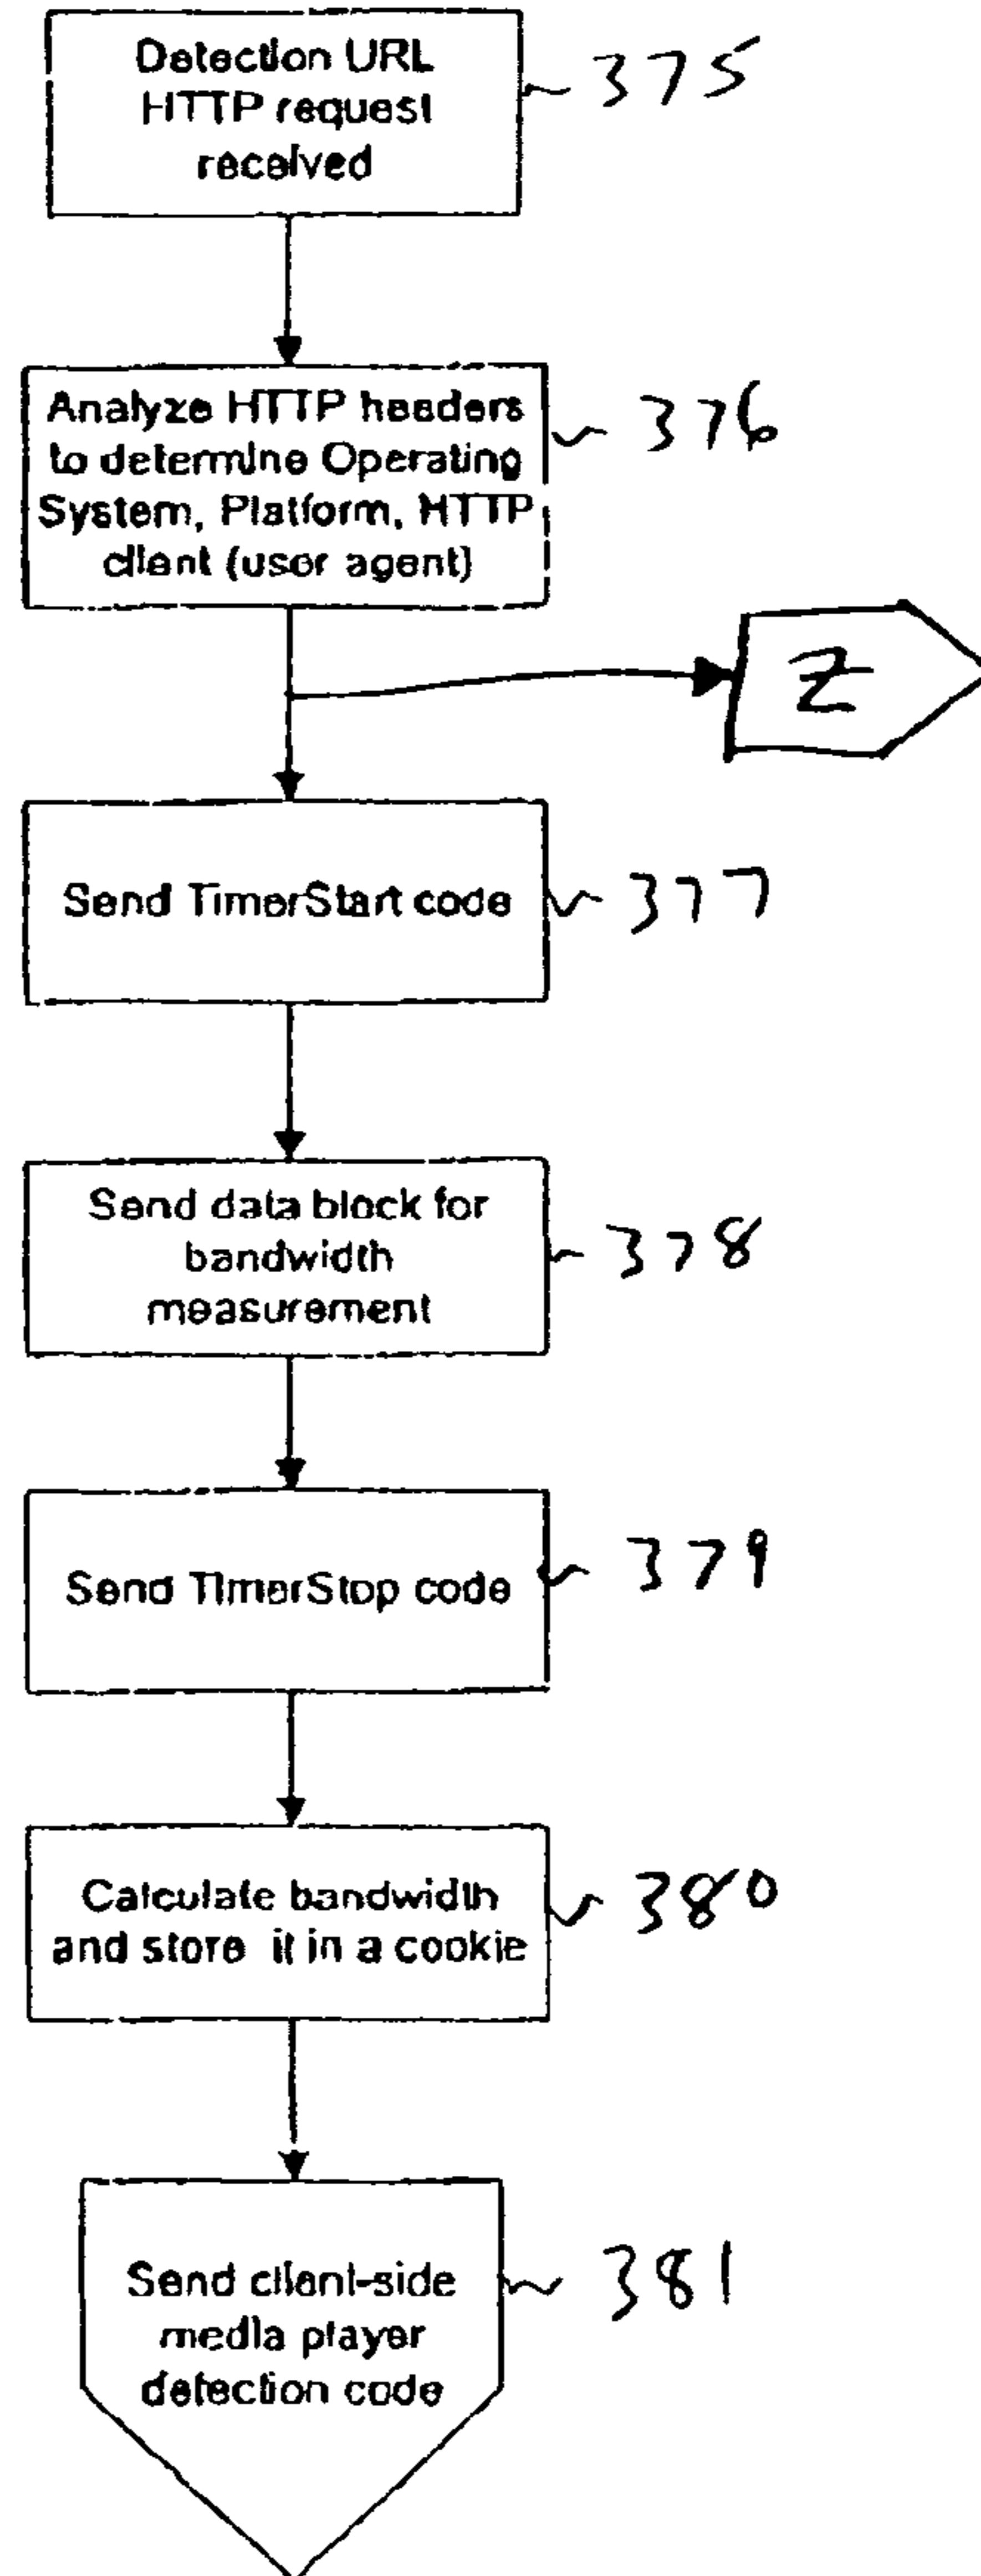 Detection URL
HTTP request
received
375
Analyze HTTP headers
to determine Operating
System, Platform, HTTP
client (user agent)
376
Z
Send TimerStart code
377
Send data block for
bandwidth
measurement
378
Send TimerStop code
379
Calculate bandwidth
and store it in a cookie
380
Send client-side
media player
detection code
381